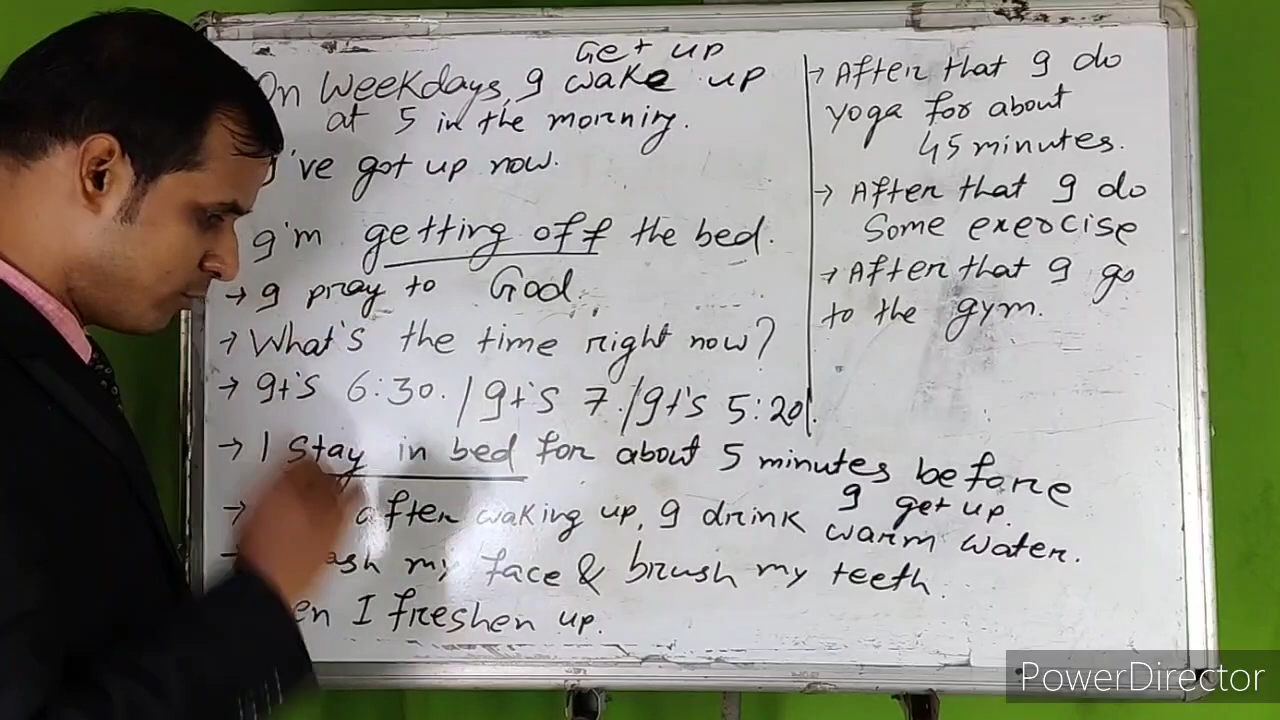 Get up
On Weekdays, I wake up
at 5 in the morning.
I've got up now.
I'm getting off the bed.
→ I pray to God.
→ What's the time right now?
→ It's 6:30. / It's 7. / It's 5:20.
→ I stay in bed for about 5 minutes before
I get up.
→ after waking up, I drink warm water.
my face & brush my teeth.
I freshen up.
→ After that I do
yoga for about
45 minutes.
→ After that I do
Some exercise
→ After that I go
to the gym.
PowerDirector